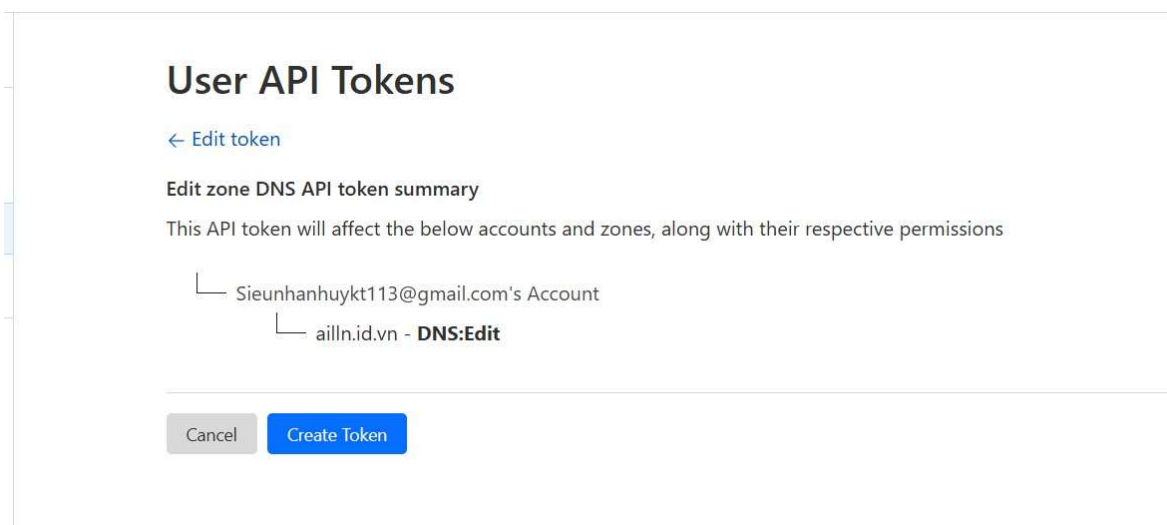 User API Tokens
← Edit token
Edit zone DNS API token summary
This API token will affect the below accounts and zones, along with their respective permissions
Sieunhanhuykt113@gmail.com's Account
ailln.id.vn - DNS:Edit
Cancel
Create Token